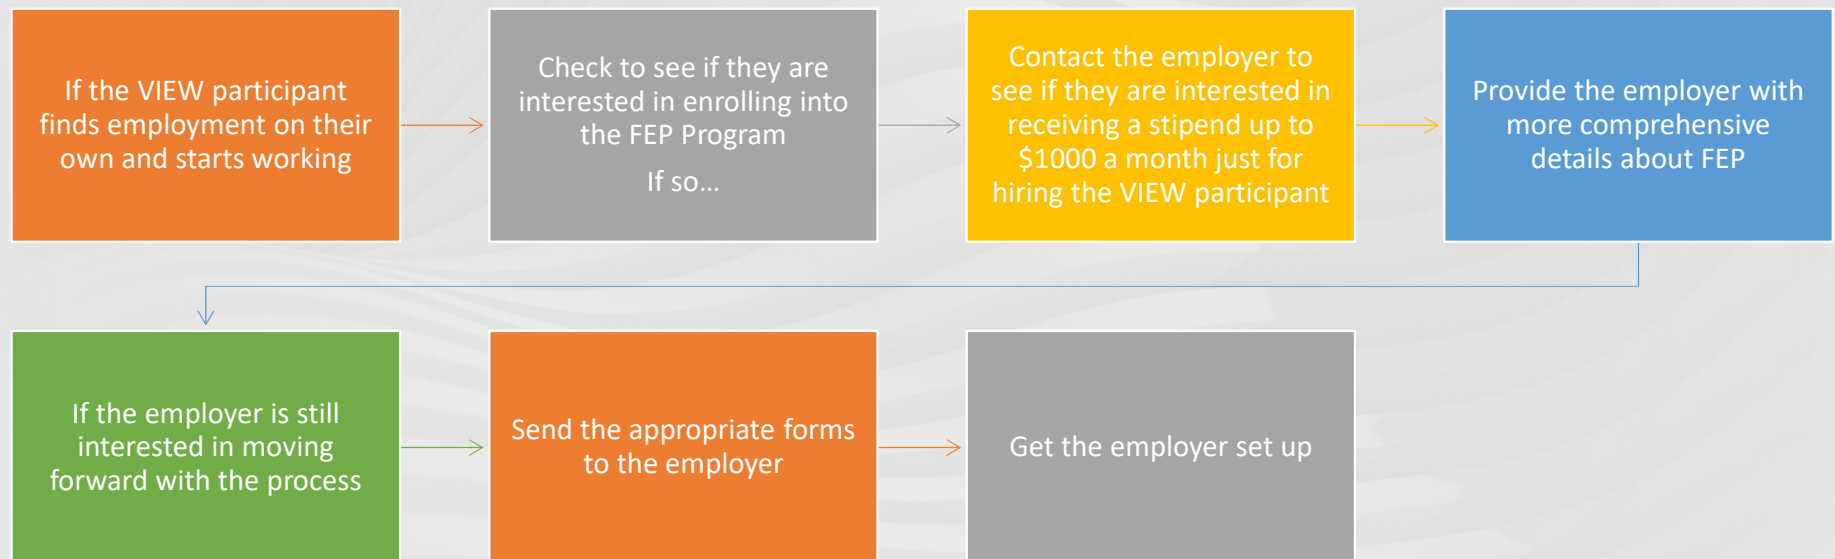 If the VIEW participant
finds employment on their
own and starts working
Check to see if they are
interested in enrolling into
the FEP Program
If so...
Contact the employer to
see if they are interested in
receiving a stipend up to
$1000 a month just for
hiring the VIEW participant
Provide the employer with
more comprehensive
details about FEP
If the employer is still
interested in moving
forward with the process
Send the appropriate forms
to the employer
Get the employer set up